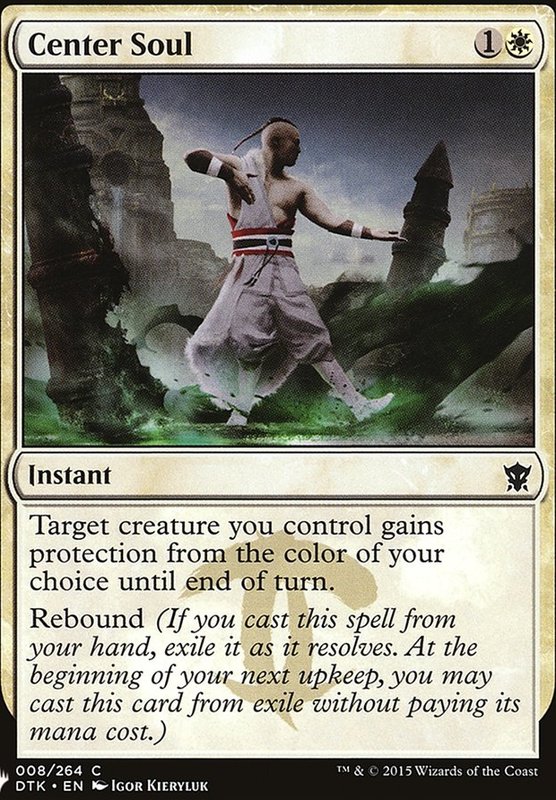 Center Soul 1
Instant
Target creature you control gains
protection from the color of your
choice until end of turn.
Rebound (If you cast this spell from
your hand, exile it as it resolves. At the
beginning of your next upkeep, you may
cast this card from exile without paying its
mana cost.)
008/264 C
DTK • EN Igor Kieryluk
™ & © 2015 Wizards of the Coast